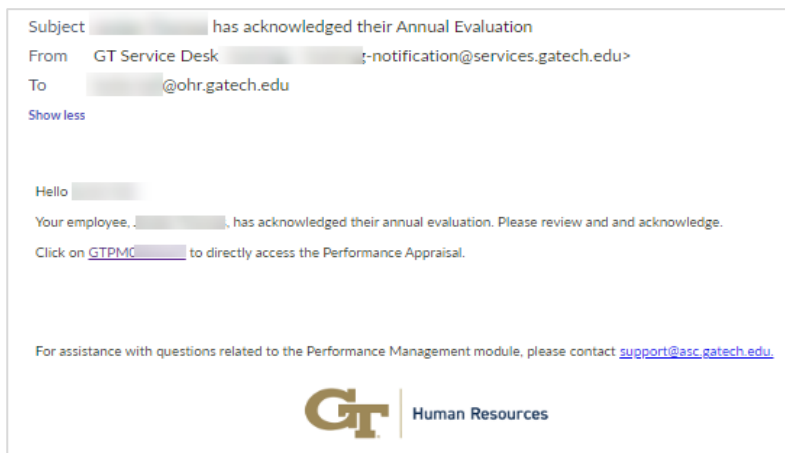 Subject has acknowledged their Annual Evaluation
From GT Service Desk -notification@services.gatech.edu>
To @ohr.gatech.edu
Show less
Hello
Your employee, , has acknowledged their annual evaluation. Please review and and acknowledge.
Click on GTPM0 to directly access the Performance Appraisal.
For assistance with questions related to the Performance Management module, please contact support@asc.gatech.edu.
GT Human Resources